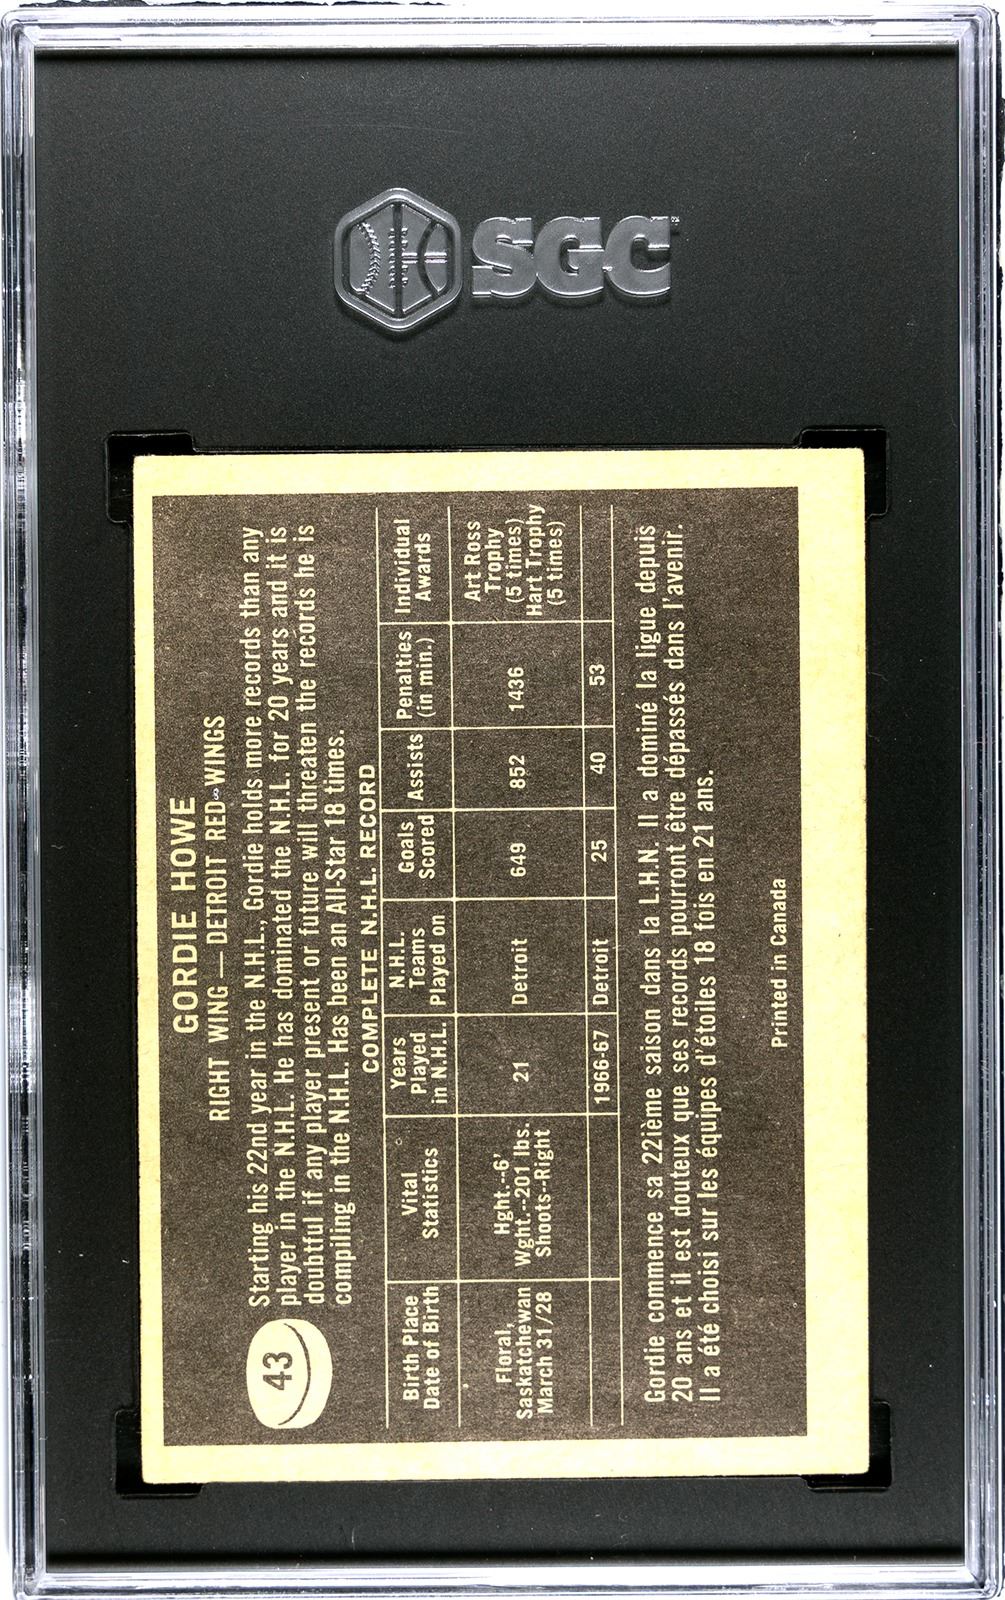 SGC
43
GORDIE HOWE
RIGHT WING — DETROIT RED WINGS
Starting his 22nd year in the N.H.L., Gordie holds more records than any
player in the N.H.L. He has dominated the N.H.L. for 20 years and it is
doubtful if any player present or future will threaten the records he is
compiling in the N.H.L. Has been an All-Star 18 times.
COMPLETE N.H.L. RECORD
Birth Place
Date of Birth
Vital
Statistics
Years
Played
in N.H.L.
N.H.L.
Teams
Played on
Goals
Scored
Assists
Penalties
(in min.)
Individual
Awards
Floral,
Saskatchewan
March 31/28
Hght.--6'
Wght.--201 lbs.
Shoots--Right
21
Detroit
649
852
1436
Art Ross
Trophy
(5 times)
Hart Trophy
(5 times)
1966-67
Detroit
25
40
53
Gordie commence sa 22ième saison dans la L.H.N. Il a dominé la ligue depuis
20 ans et il est douteux que ses records pourront être dépassés dans l'avenir.
Il a été choisi sur les équipes d'étoiles 18 fois en 21 ans.
Printed in Canada